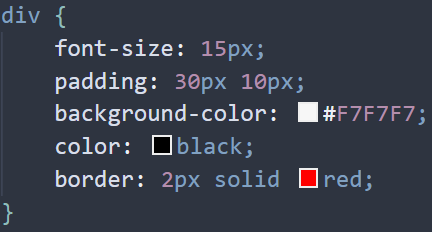 div {
    font-size: 15px;
    padding: 30px 10px;
    background-color: #F7F7F7;
    color: black;
    border: 2px solid red;
}